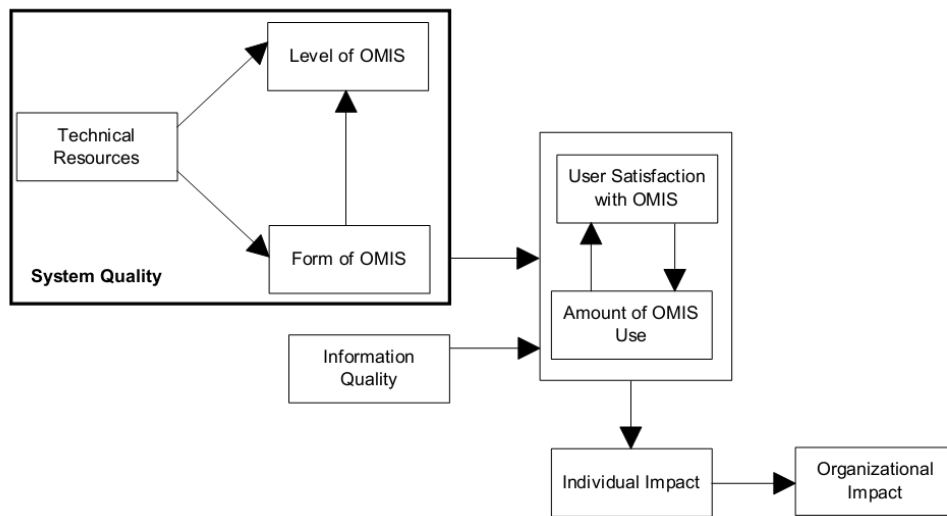 Level of OMIS
Technical
Resources
User Satisfaction
with OMIS
Form of OMIS
System Quality
Amount of OMIS
Use
Information
Quality
Individual Impact
Organizational
Impact